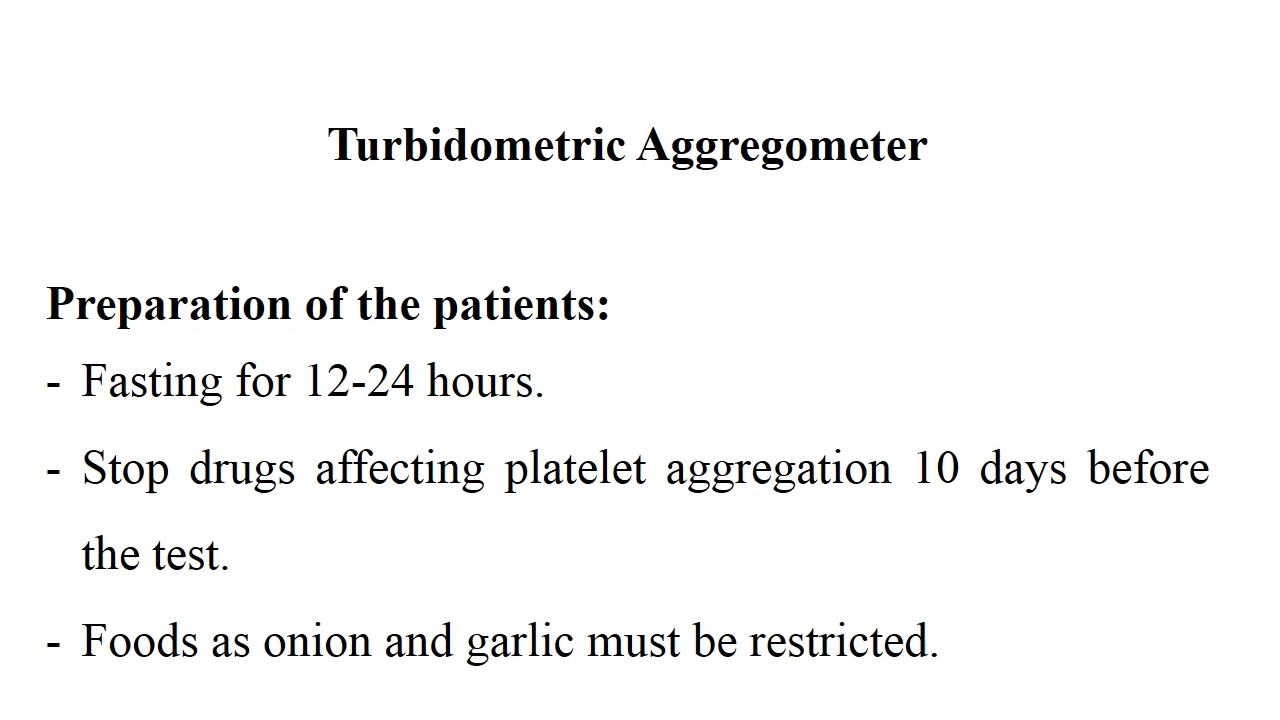 Turbidometric Aggregometer
Preparation of the patients:
- Fasting for 12-24 hours.
- Stop drugs affecting platelet aggregation 10 days before
the test.
- Foods as onion and garlic must be restricted.